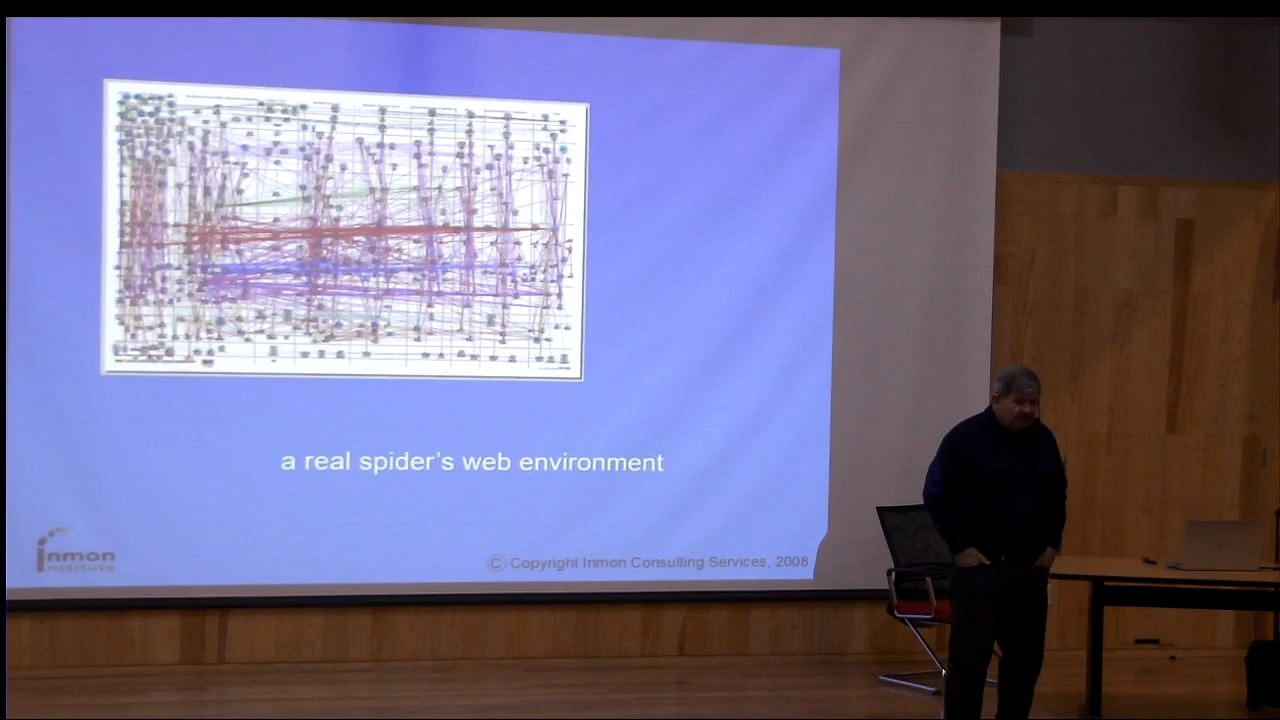 a real spider's web environment
inmon
institute
© Copyright Inmon Consulting Services, 2008